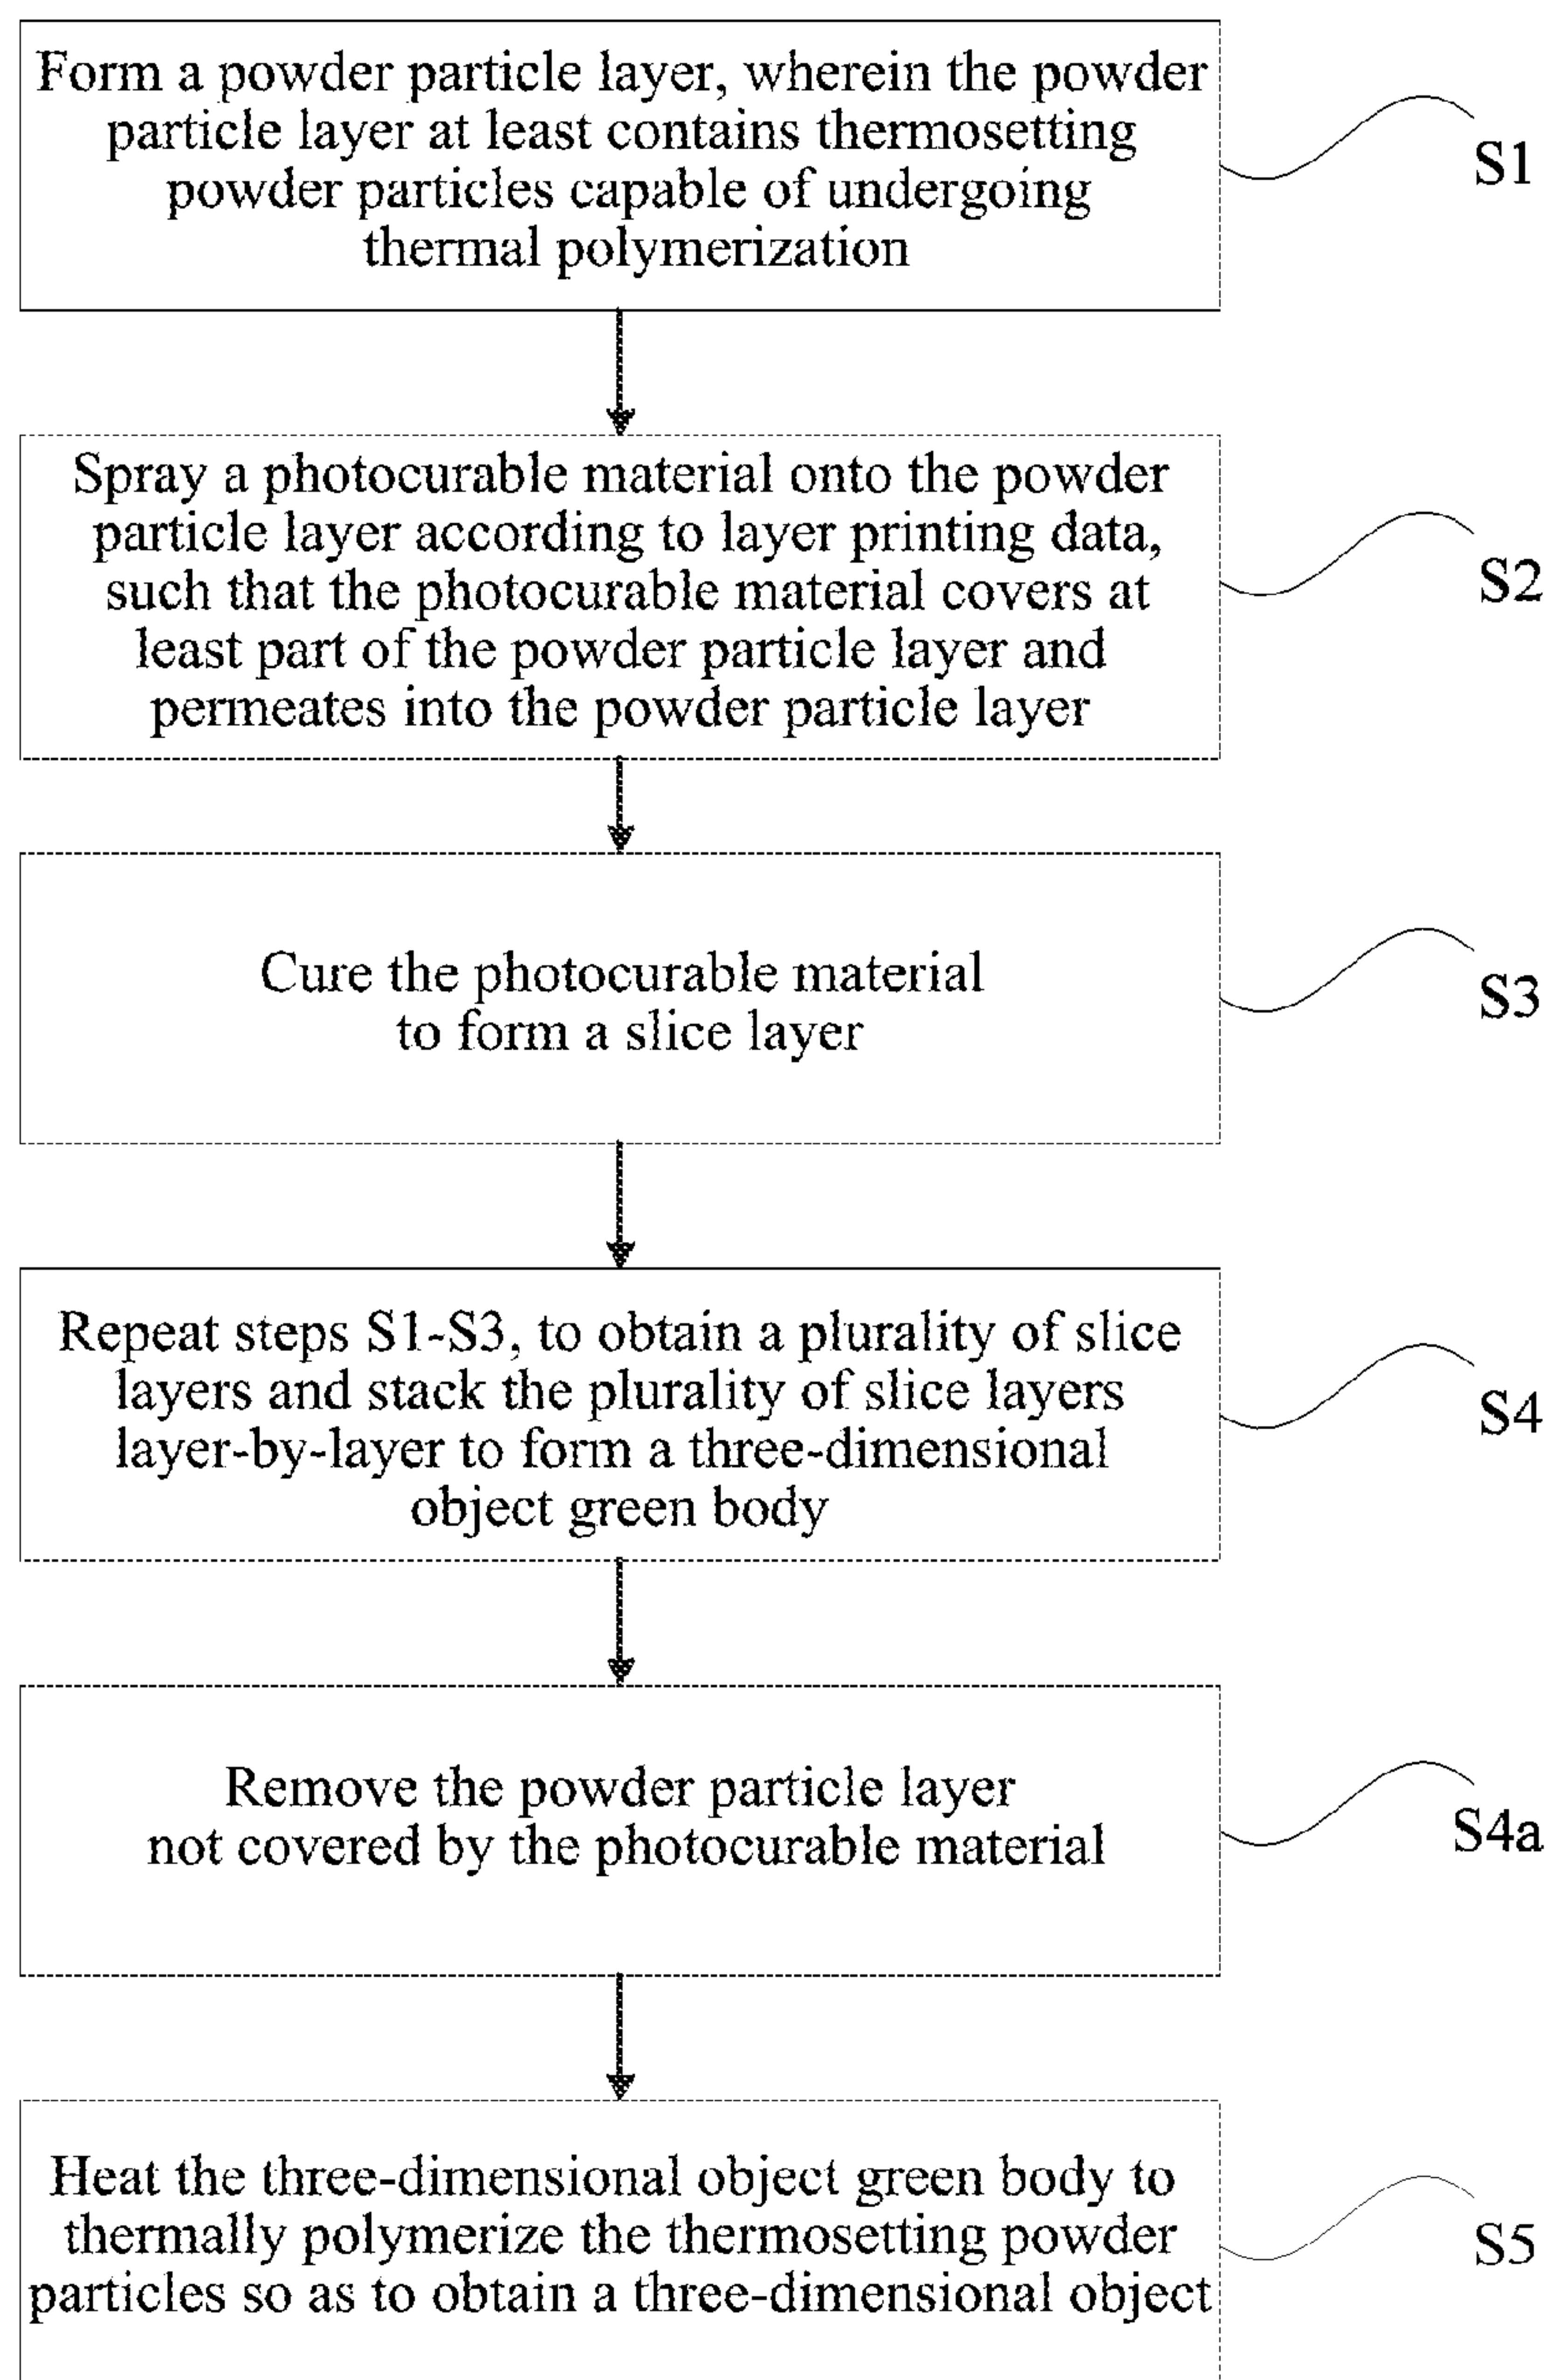 Form a powder particle layer, wherein the powder
particle layer at least contains thermosetting
powder particles capable of undergoing
thermal polymerization
S1
Spray a photocurable material onto the powder
particle layer according to layer printing data,
such that the photocurable material covers at
least part of the powder particle layer and
permeates into the powder particle layer
S2
Cure the photocurable material
to form a slice layer
S3
Repeat steps S1-S3, to obtain a plurality of slice
layers and stack the plurality of slice layers
layer-by-layer to form a three-dimensional
object green body
S4
Remove the powder particle layer
not covered by the photocurable material
S4a
Heat the three-dimensional object green body to
thermally polymerize the thermosetting powder
particles so as to obtain a three-dimensional object
S5